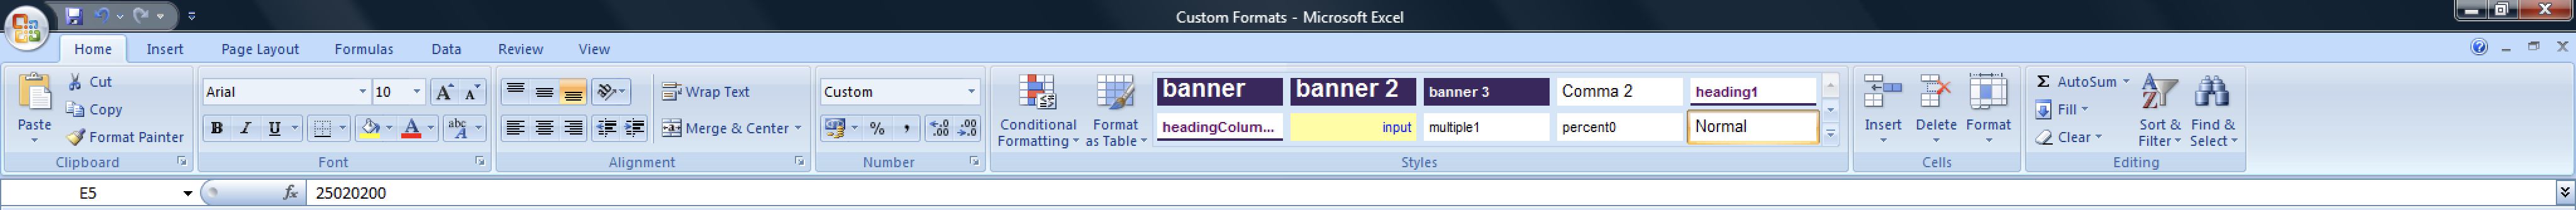 Custom Formats - Microsoft Excel
Home Insert Page Layout Formulas Data Review View
Cut
Copy
Format Painter
Paste
Clipboard
Arial 10
B I U
Font
Wrap Text
Merge & Center
Alignment
Custom
% ,
Number
Conditional Formatting
Format as Table
banner banner 2 banner 3 Comma 2 heading1
headingColum... input multiple1 percent0 Normal
Styles
Insert Delete Format
Cells
Σ AutoSum
Fill
Clear
Sort & Filter
Find & Select
Editing
E5 fx 25020200